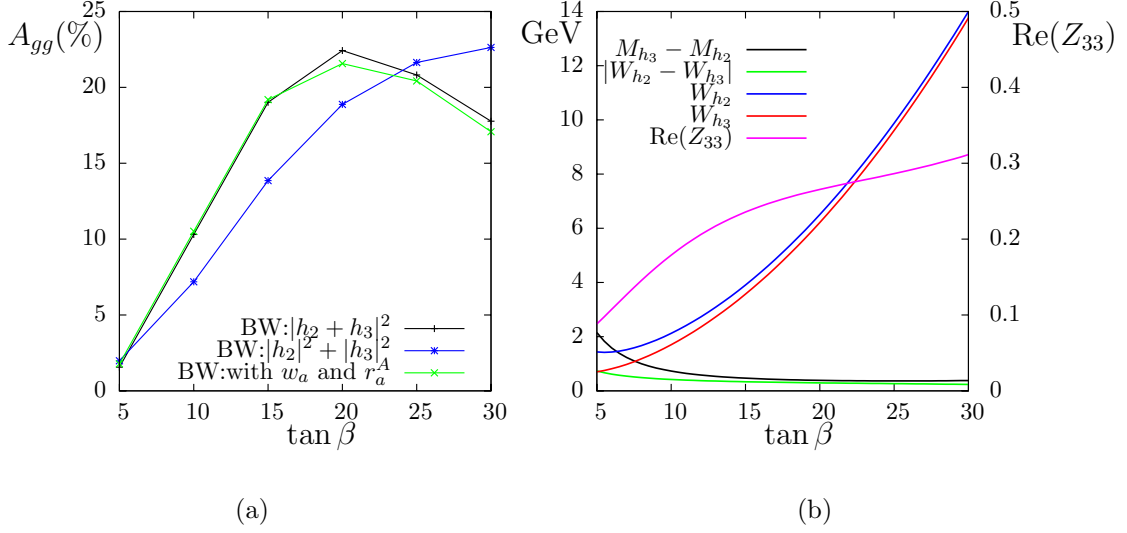 A_{gg}(%)
25
20
15
10
5
0
BW:|h_2 + h_3|^2
BW:|h_2|^2 + |h_3|^2
BW:with w_a and r_a^A
5 10 15 20 25 30
tan β
(a)
GeV
14
12
10
8
6
4
2
0
M_{h_3} − M_{h_2}
|W_{h_2} − W_{h_3}|
W_{h_2}
W_{h_3}
Re(Z_{33})
Re(Z_{33})
0.5
0.4
0.3
0.2
0.1
0
5 10 15 20 25 30
tan β
(b)